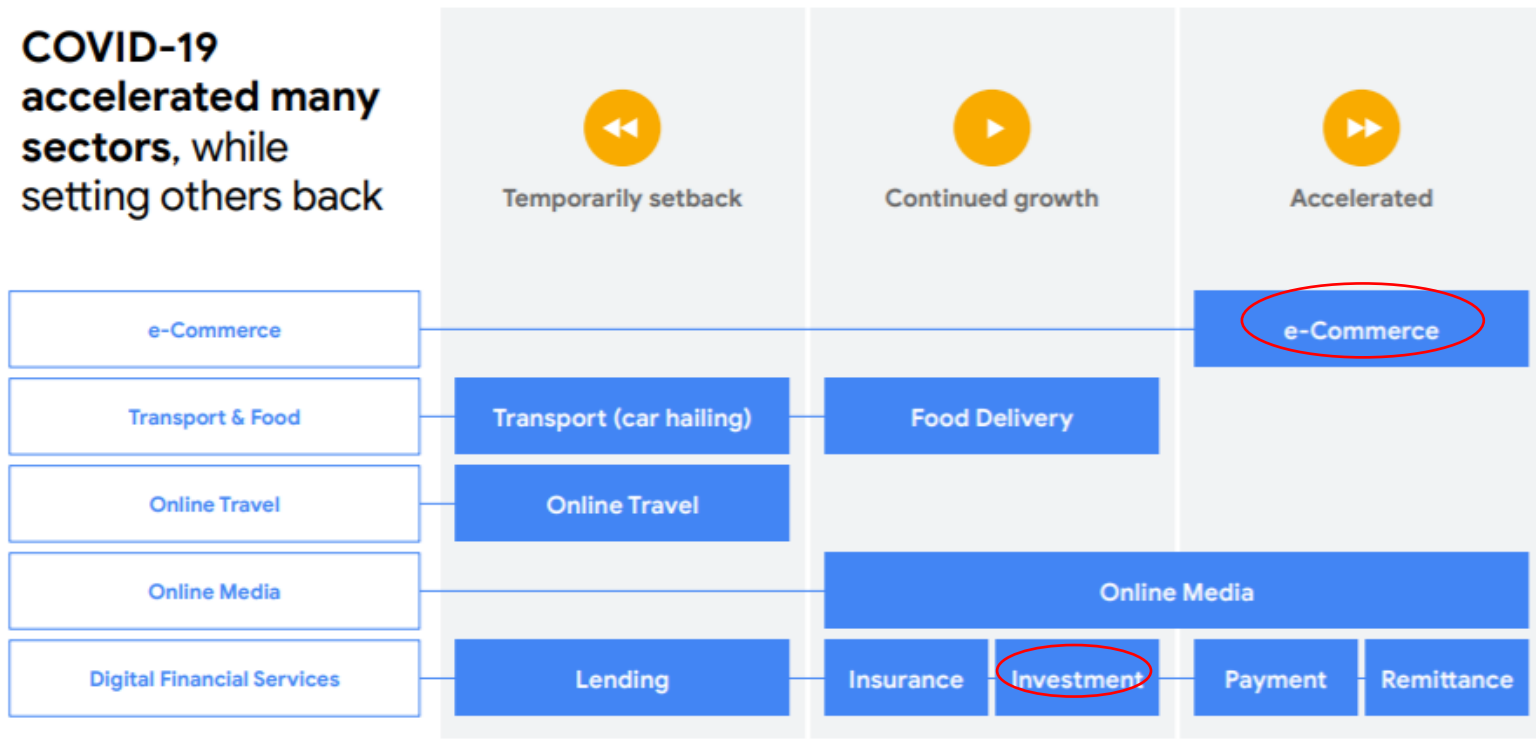 COVID-19
accelerated many
sectors, while
setting others back
Temporarily setback
Continued growth
Accelerated
e-Commerce
e-Commerce
Transport & Food
Transport (car hailing)
Food Delivery
Online Travel
Online Travel
Online Media
Online Media
Digital Financial Services
Lending
Insurance
Investment
Payment
Remittance